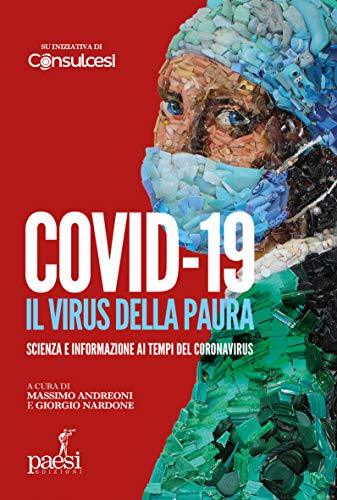 SU INIZIATIVA DI
Consulcesi
COVID-19
IL VIRUS DELLA PAURA
SCIENZA E INFORMAZIONE AI TEMPI DEL CORONAVIRUS
A CURA DI
MASSIMO ANDREONI
E GIORGIO NARDONE
paesi
EDIZIONI